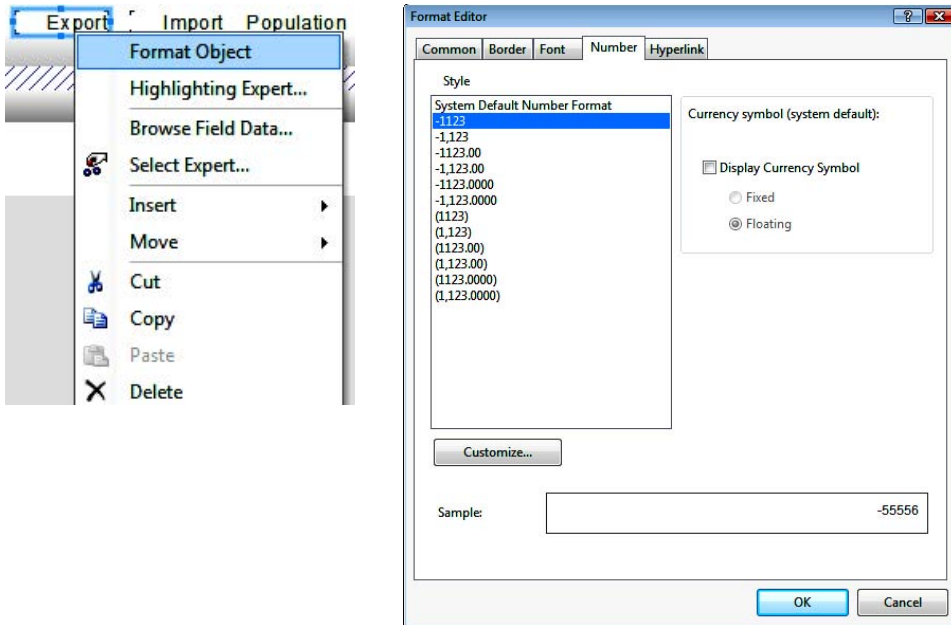 Export Import Population
Format Object
Highlighting Expert...
Browse Field Data...
Select Expert...
Insert
Move
Cut
Copy
Paste
Delete
Format Editor
Common Border Font Number Hyperlink
Style
System Default Number Format
-1123
-1,123
-1123.00
-1,123.00
-1123.0000
-1,123.0000
(1123)
(1,123)
(1123.00)
(1,123.00)
(1123.0000)
(1,123.0000)
Currency symbol (system default):
Display Currency Symbol
Fixed
Floating
Customize...
Sample:
-55556
OK Cancel